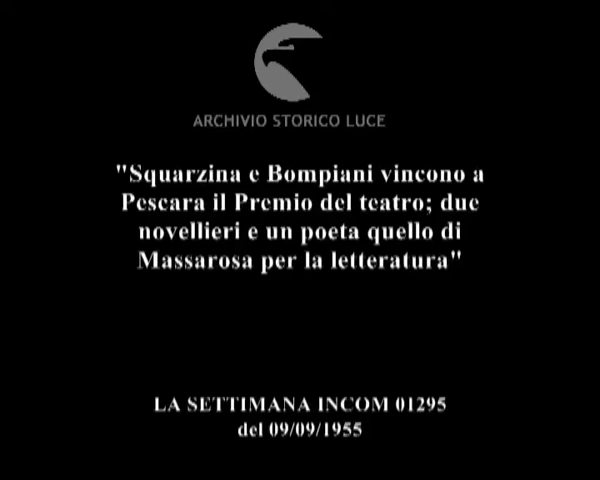 ARCHIVIO STORICO LUCE
"Squarzina e Bompiani vincono a
Pescara il Premio del teatro; due
novellieri e un poeta quello di
Massarosa per la letteratura"
LA SETTIMANA INCOM 01295
del 09/09/1955